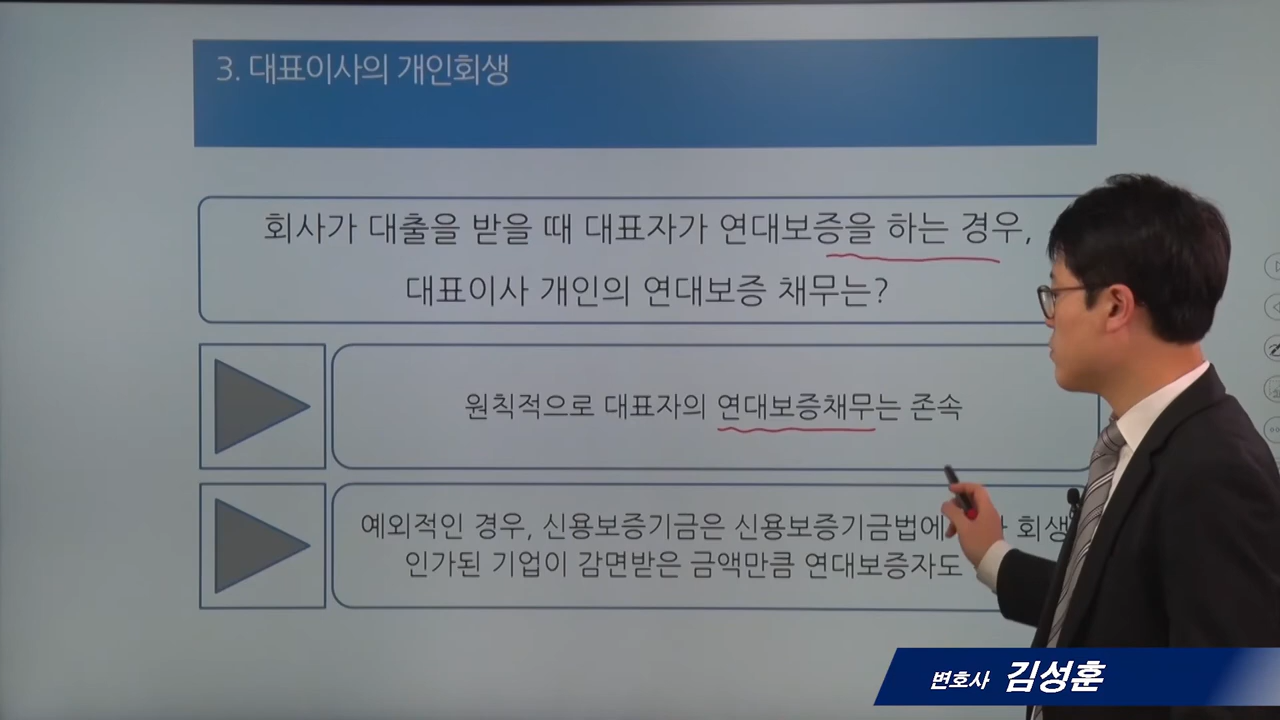 3. 대표이사의 개인회생
회사가 대출을 받을 때 대표자가 연대보증을 하는 경우,
대표이사 개인의 연대보증 채무는?
원칙적으로 대표자의 연대보증채무는 존속
예외적인 경우, 신용보증기금은 신용보증기금법에 회생
인가된 기업이 감면받은 금액만큼 연대보증자도
변호사 김성훈